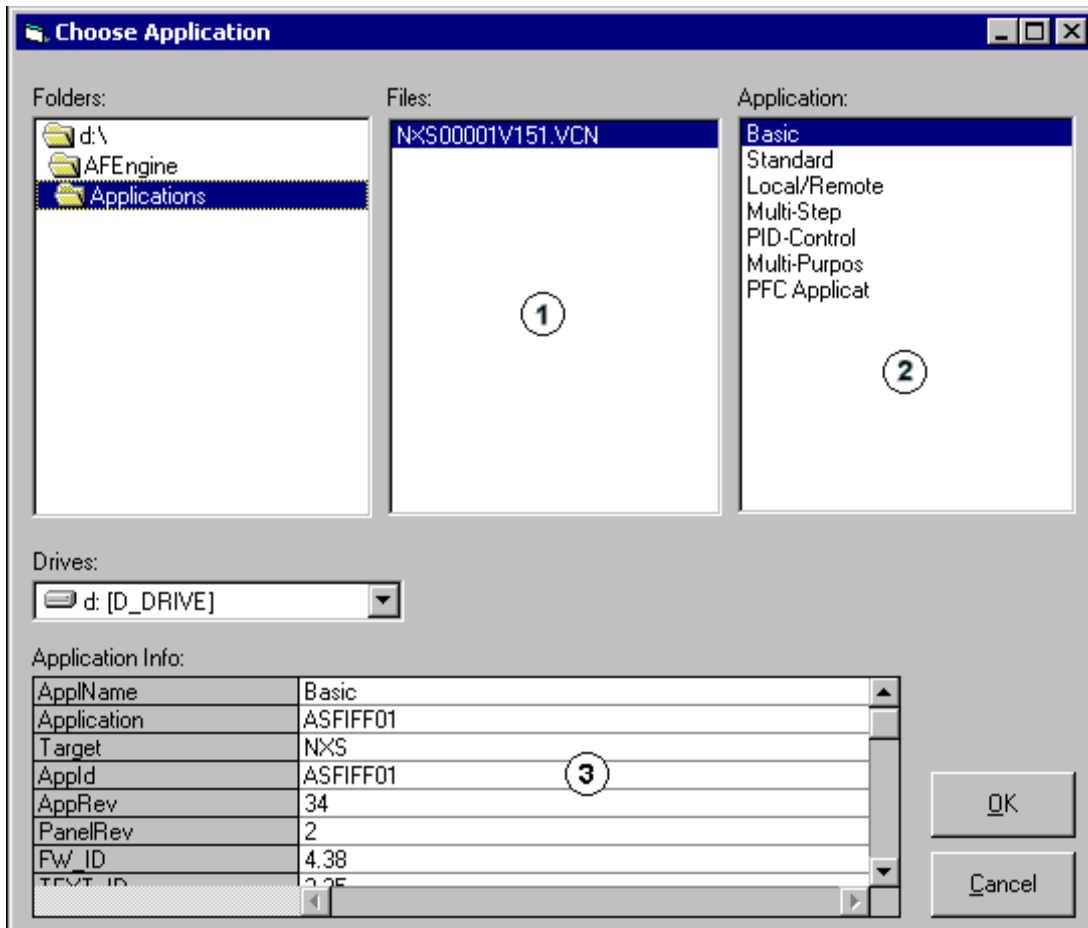 Choose Application
Folders:
d:\
AFEngine
Applications
Files:
NXS00001V151.VCN
1
Application:
Basic
Standard
Local/Remote
Multi-Step
PID-Control
Multi-Purpos
PFC Applicat
2
Drives:
d: [D_DRIVE]
Application Info:
ApplName Basic
Application ASFIFF01
Target NXS
AppId ASFIFF01
AppRev 34
PanelRev 2
FW_ID 4.38
3
OK
Cancel